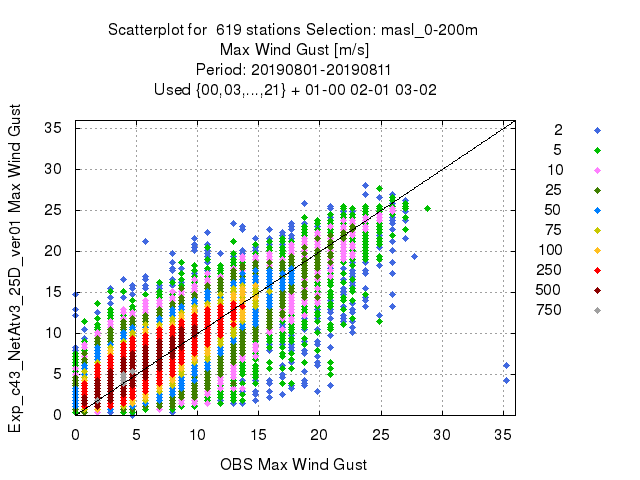 Scatterplot for  619 stations Selection: masl_0-200m
Max Wind Gust [m/s]
Period: 20190801-20190811
Used {00,03,...,21} + 01-00 02-01 03-02
Exp_c43_NetAtv3_25D_ver01 Max Wind Gust
35
30
25
20
15
10
5
0
0 5 10 15 20 25 30 35
OBS Max Wind Gust
2
5
10
25
50
75
100
250
500
750